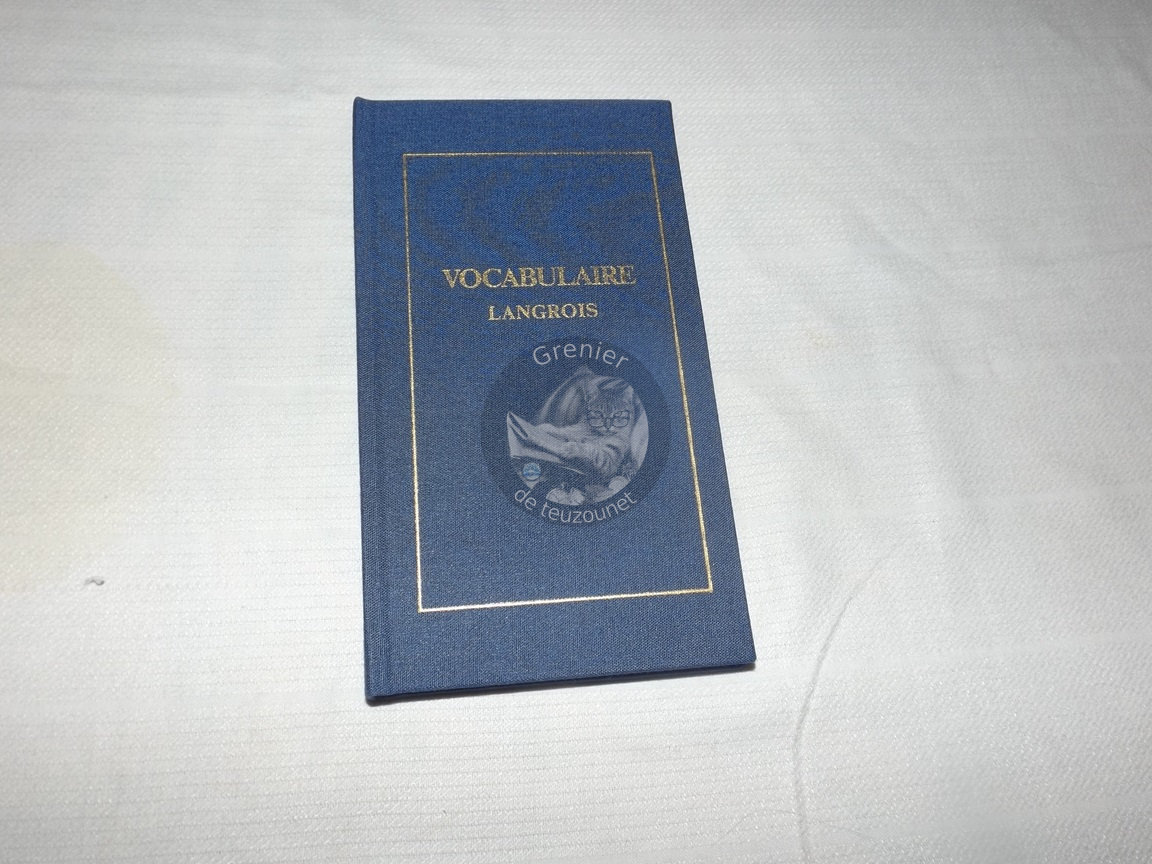 VOCABULAIRE
LANGROIS
Grenier
de teuzounet